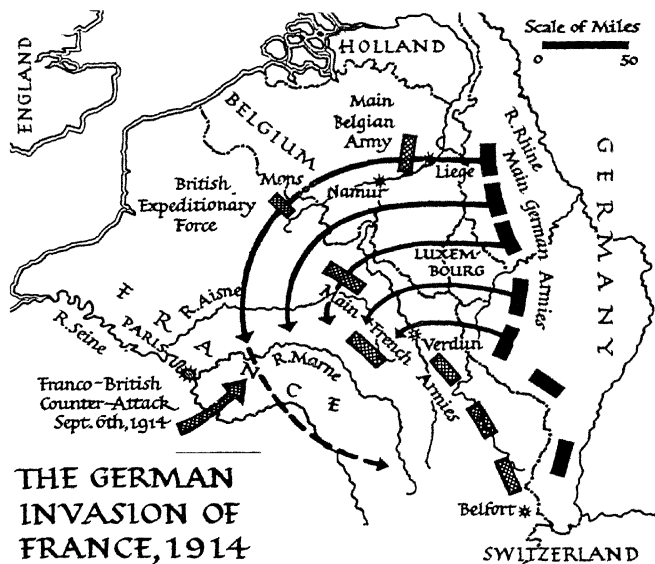 Scale of Miles
0 50
HOLLAND
ENGLAND
BELGIUM
Main
Belgian
Army
R. Rhine
Main German Armies
GERMANY
Liege
Mons
Namur
British
Expeditionary
Force
LUXEM-
BOURG
R. Aisne
Main French Armies
FRANCE
PARIS
R. Seine
R. Marne
Verdun
Franco-British
Counter-Attack
Sept. 6th, 1914
THE GERMAN
INVASION OF
FRANCE, 1914
Belfort
SWITZERLAND